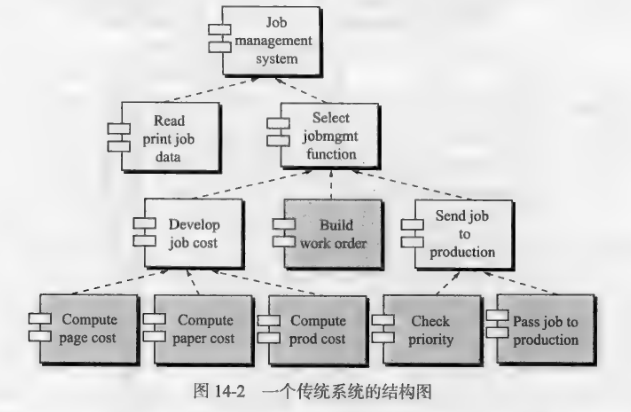 Job
management
system
Read
print job
data
Select
jobmgmt
function
Develop
job cost
Build
work order
Send job
to
production
Compute
page cost
Compute
paper cost
Compute
prod cost
Check
priority
Pass job to
production
图 14-2 一个传统系统的结构图